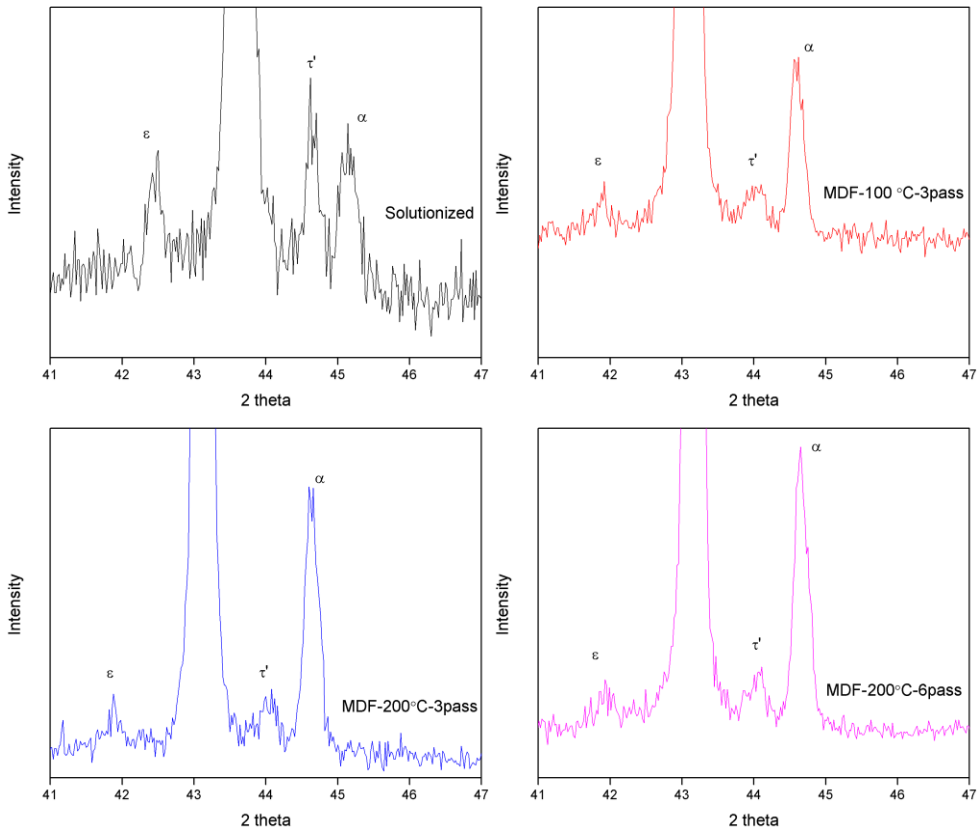 ε
τ'
α
Solutionized
Intensity
41 42 43 44 45 46 47
2 theta
ε
τ'
α
MDF-100 °C-3pass
Intensity
41 42 43 44 45 46 47
2 theta
ε
τ'
α
MDF-200°C-3pass
Intensity
41 42 43 44 45 46 47
2 theta
ε
τ'
α
MDF-200°C-6pass
Intensity
41 42 43 44 45 46 47
2 theta